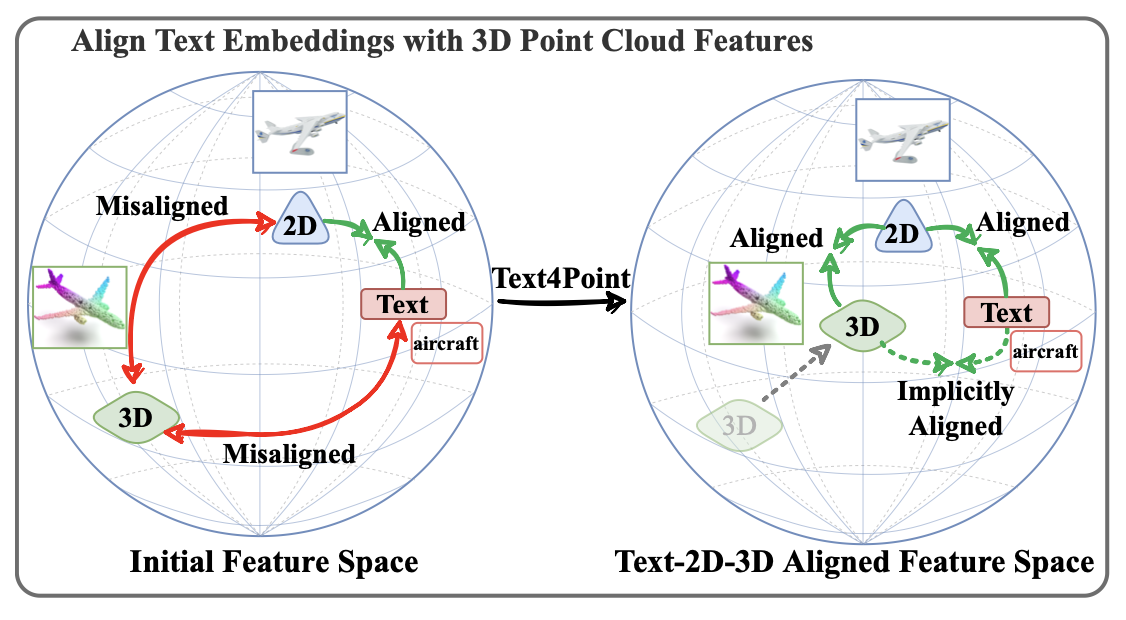 Align Text Embeddings with 3D Point Cloud Features
Misaligned
2D
Aligned
Text
aircraft
3D
Misaligned
Initial Feature Space
Text4Point
Aligned
2D
Aligned
3D
Text
aircraft
Implicitly
Aligned
3D
Text-2D-3D Aligned Feature Space